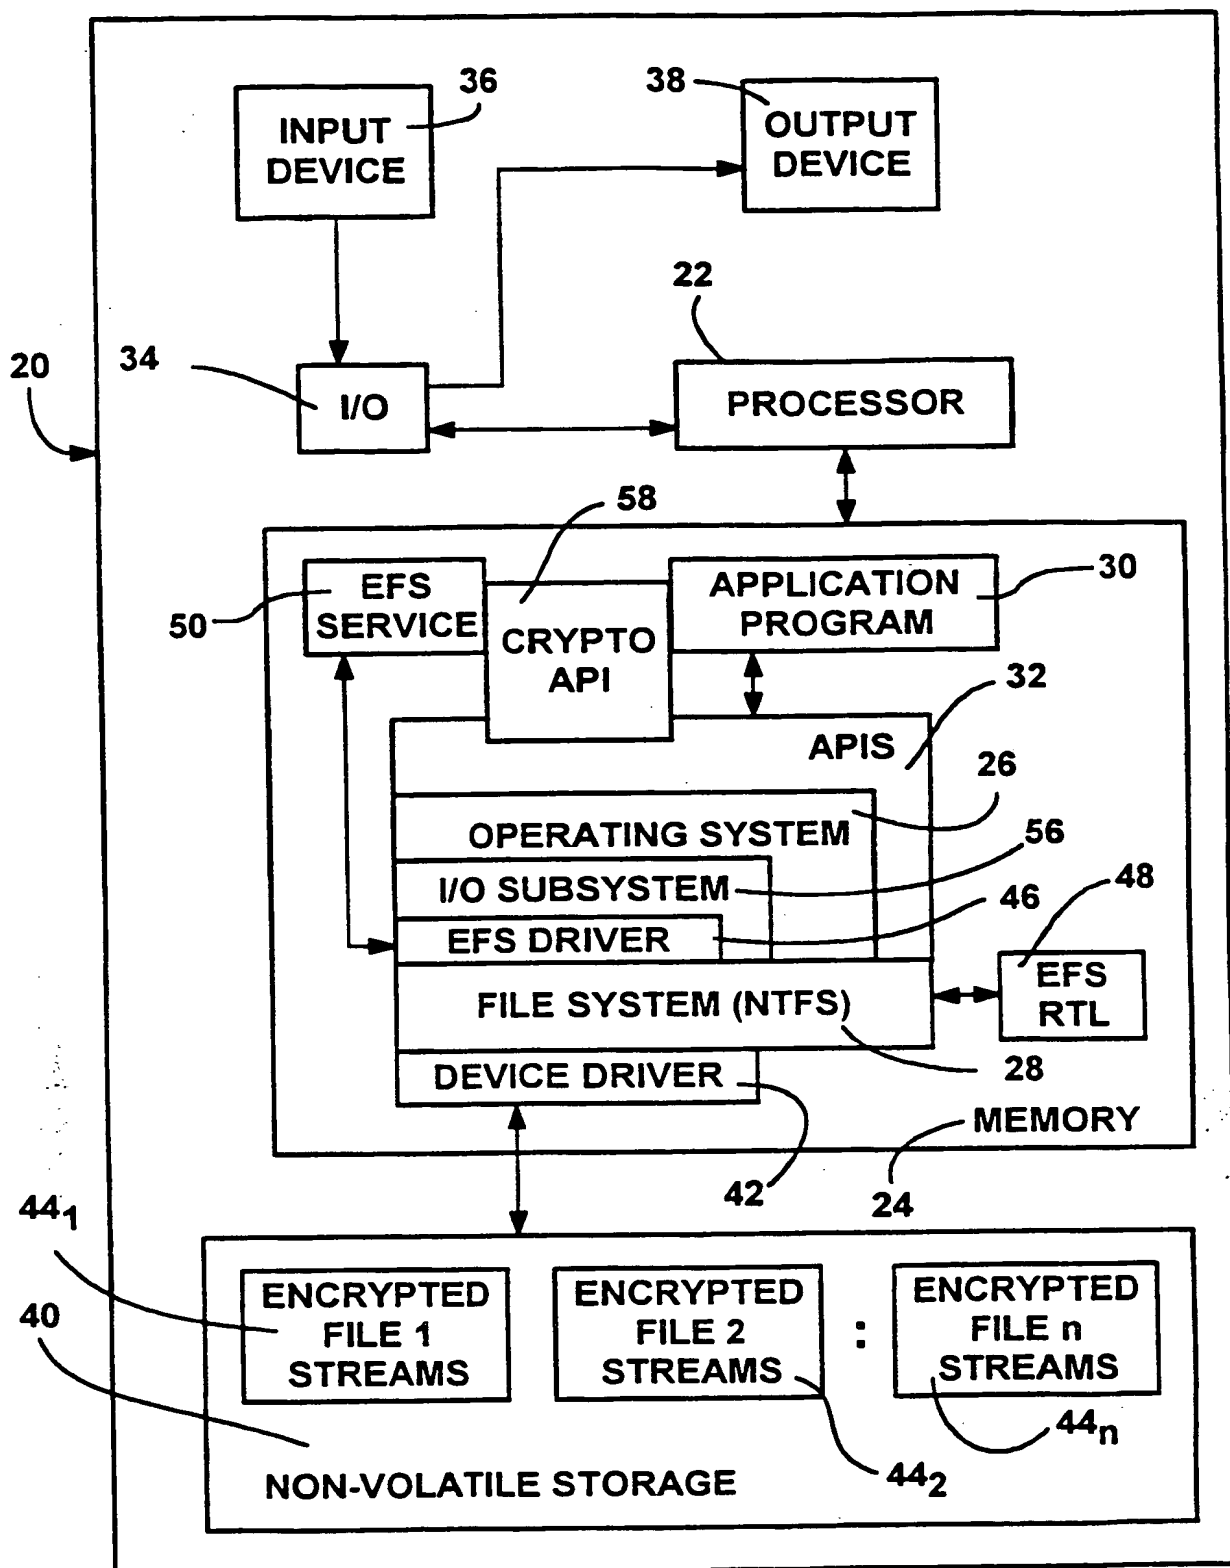 36
38
INPUT
DEVICE
OUTPUT
DEVICE
22
20
34
I/O
PROCESSOR
58
50
EFS
SERVICE
CRYPTO
API
APPLICATION
PROGRAM
30
32
APIS
26
OPERATING SYSTEM
56
I/O SUBSYSTEM
46
48
EFS DRIVER
EFS
RTL
FILE SYSTEM (NTFS)
28
DEVICE DRIVER
MEMORY
42
24
44₁
40
ENCRYPTED
FILE 1
STREAMS
ENCRYPTED
FILE 2
STREAMS
:
ENCRYPTED
FILE n
STREAMS
44₂
44ₙ
NON-VOLATILE STORAGE